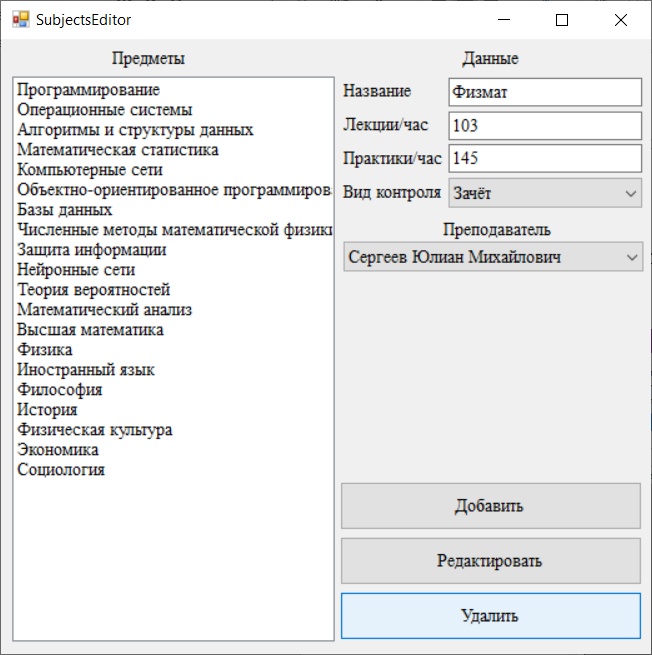 SubjectsEditor
Предметы
Программирование
Операционные системы
Алгоритмы и структуры данных
Математическая статистика
Компьютерные сети
Объектно-ориентированное программиров
Базы данных
Численные методы математической физики
Защита информации
Нейронные сети
Теория вероятностей
Математический анализ
Высшая математика
Физика
Иностранный язык
Философия
История
Физическая культура
Экономика
Социология
Данные
Название Физмат
Лекции/час 103
Практики/час 145
Вид контроля Зачёт
Преподаватель
Сергеев Юлиан Михайлович
Добавить
Редактировать
Удалить